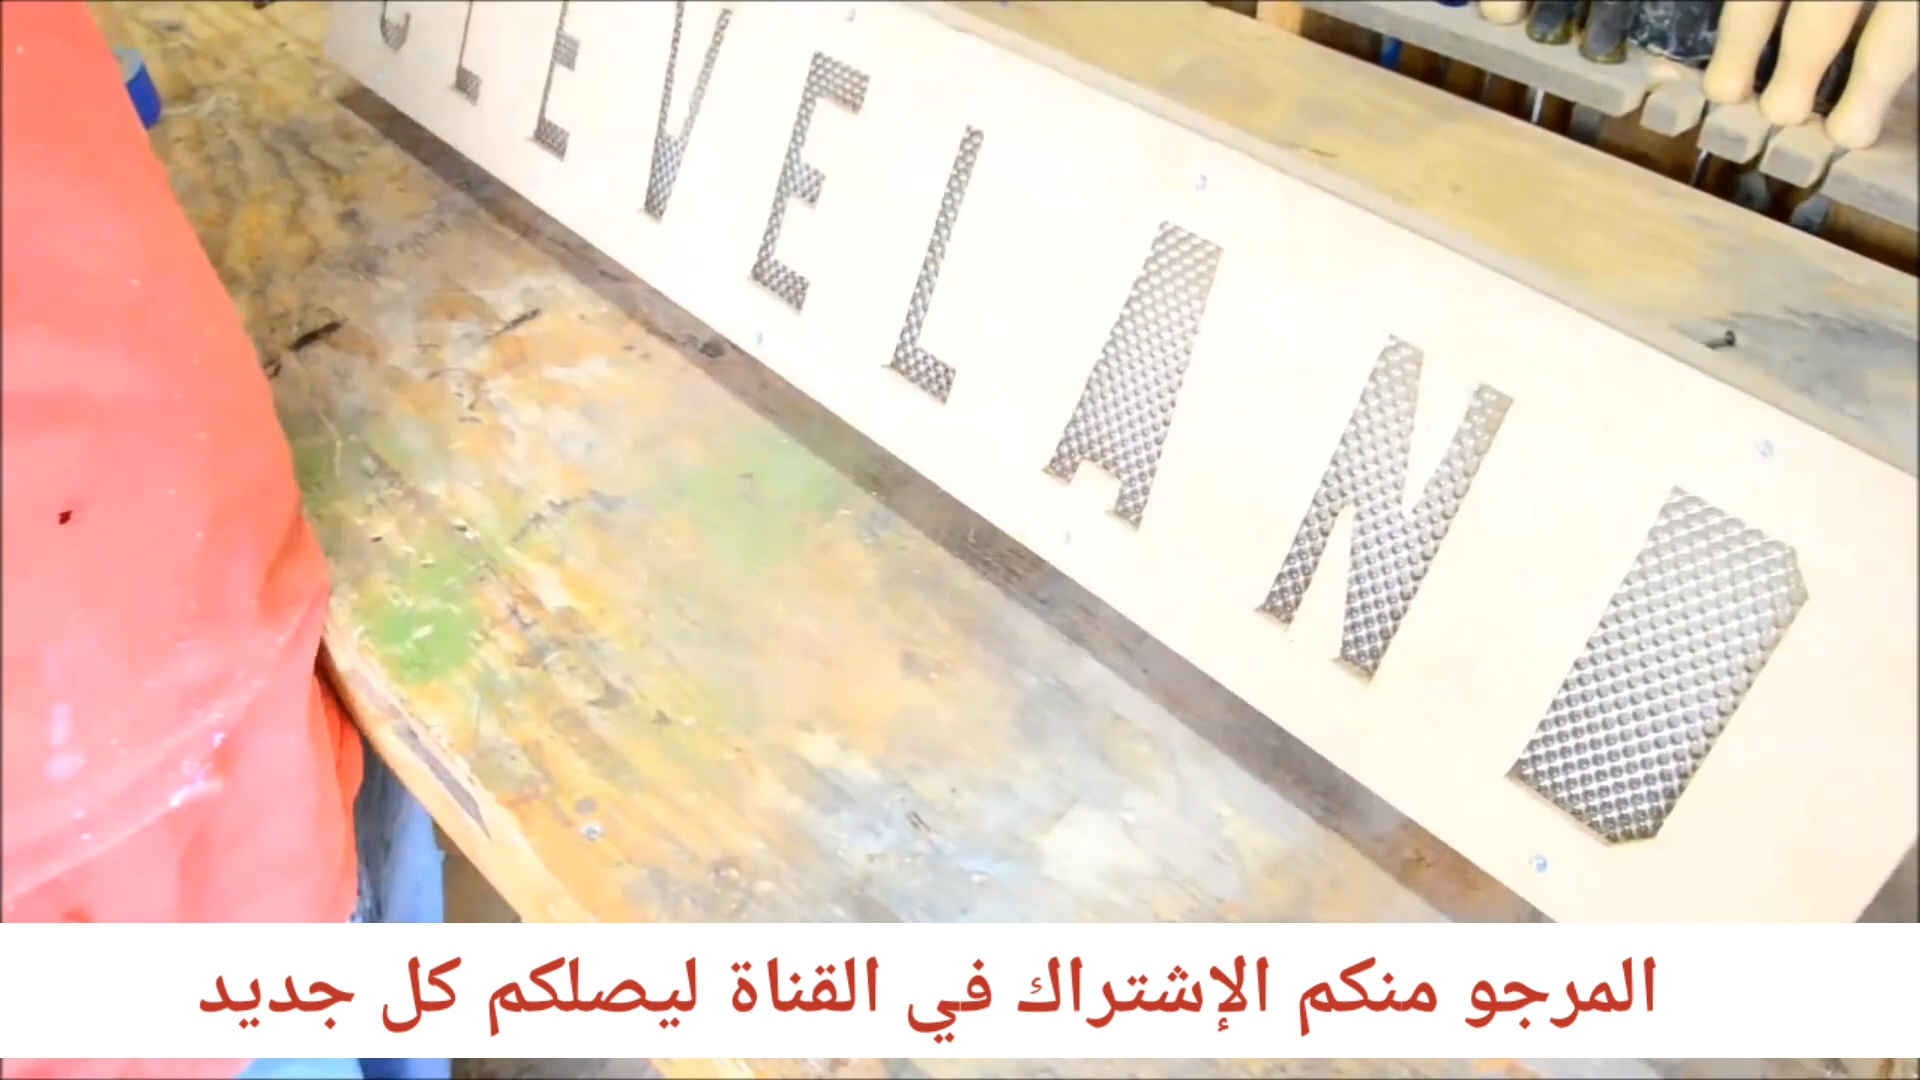 CLEVELAND
المرجو منكم الإشتراك في القناة ليصلكم كل جديد